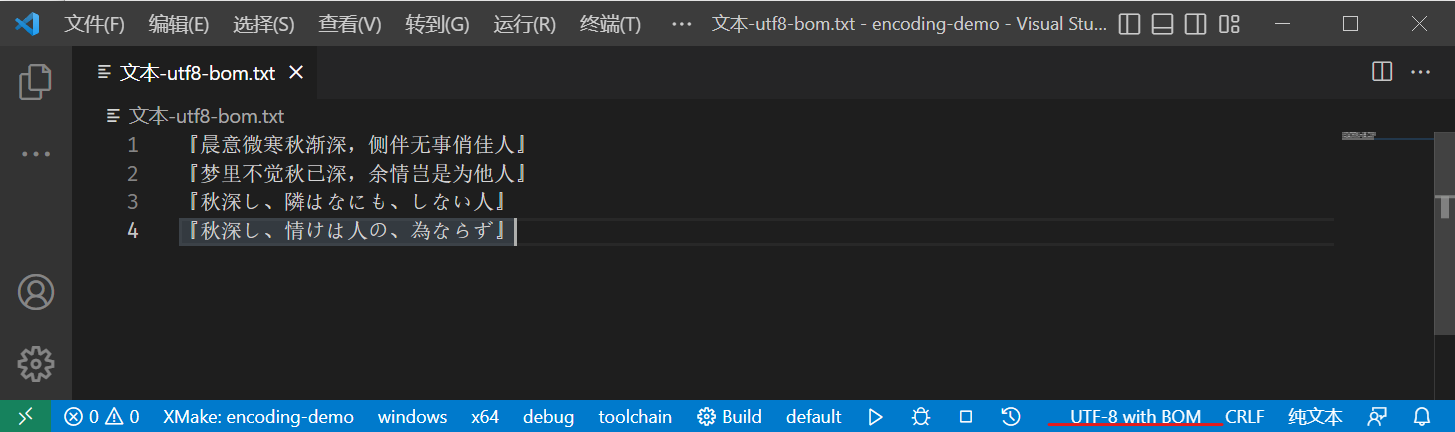 文件(F) 编辑(E) 选择(S) 查看(V) 转到(G) 运行(R) 终端(T) ··· 文本-utf8-bom.txt - encoding-demo - Visual Stu...
文本-utf8-bom.txt
文本-utf8-bom.txt
1 『晨意微寒秋渐深，侧伴无事俏佳人』
2 『梦里不觉秋已深，余情岂是为他人』
3 『秋深し、隣はなにも、しない人』
4 『秋深し、情けは人の、為ならず』
0 0 XMake: encoding-demo windows x64 debug toolchain Build default UTF-8 with BOM CRLF 纯文本